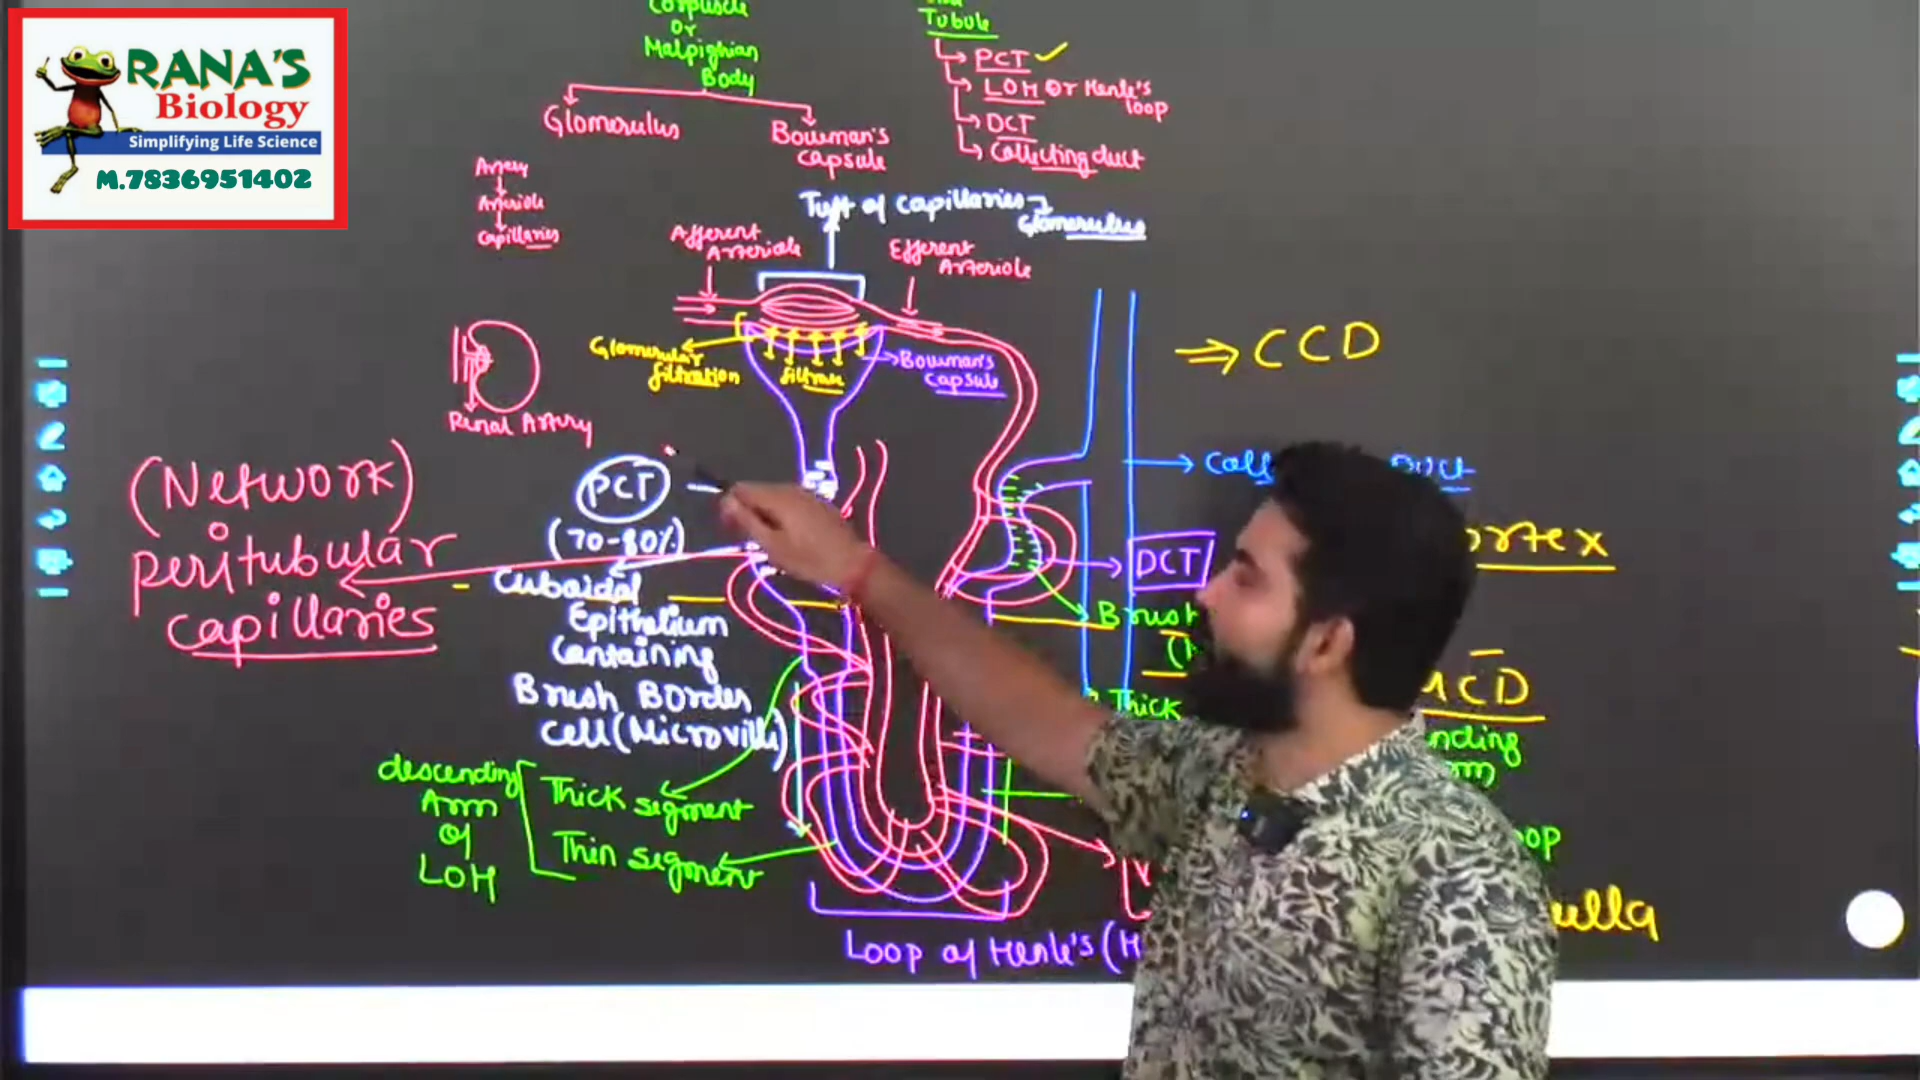 RANA'S
Biology
Simplifying Life Science
M.7836951402
Corpuscle
Or
Malpighian
Body
Glomerulus
Bowman's
capsule
Tubule
PCT
LOH Or Henle's
loop
DCT
Collecting duct
Artery
Arteriole
capillaries
Tuft of capillaries
Glomerulus
Afferent
Arteriole
Efferent
Arteriole
Glomerular
filtration
filtrate
Bowman's
capsule
Renal Artery
CCD
(Network)
peritubular
capillaries
PCT
(70-80%)
Cuboidal
Epithelium
Containing
Brush Border
cell (Microvilli)
DCT
Thick
descending
Arm
of
LOH
Thick segment
Thin segment
Loop of Henle's (H